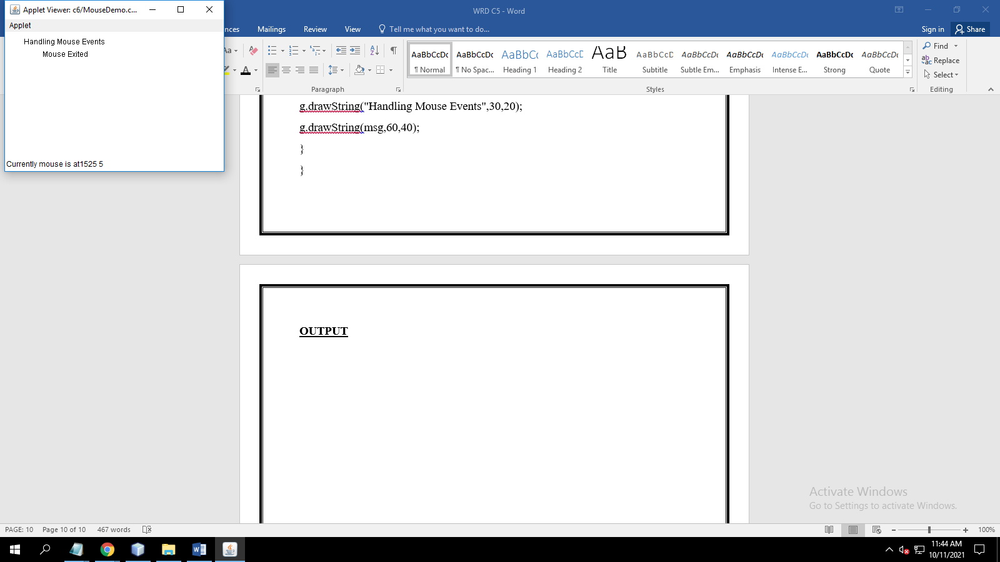 Applet Viewer: c6/MouseDemo.c...
Applet
Handling Mouse Events
Mouse Exited
Currently mouse is at1525 5
WRD C5 - Word
nces Mailings Review View Tell me what you want to do... Sign in Share
Aa
A
AaBbCcDc AaBbCcDc AaBbCc AaBbCcD AaB AaBbCcD AaBbCcDc AaBbCcDc AaBbCcDc AaBbCcDc AaBbCcDc
¶ Normal ¶ No Spac... Heading 1 Heading 2 Title Subtitle Subtle Em... Emphasis Intense E... Strong Quote
Find
Replace
Select
Paragraph Styles Editing
g.drawString("Handling Mouse Events",30,20);
g.drawString(msg,60,40);
}
}
OUTPUT
Activate Windows
Go to Settings to activate Windows.
PAGE: 10 Page 10 of 10 467 words 100%
11:44 AM
10/11/2021